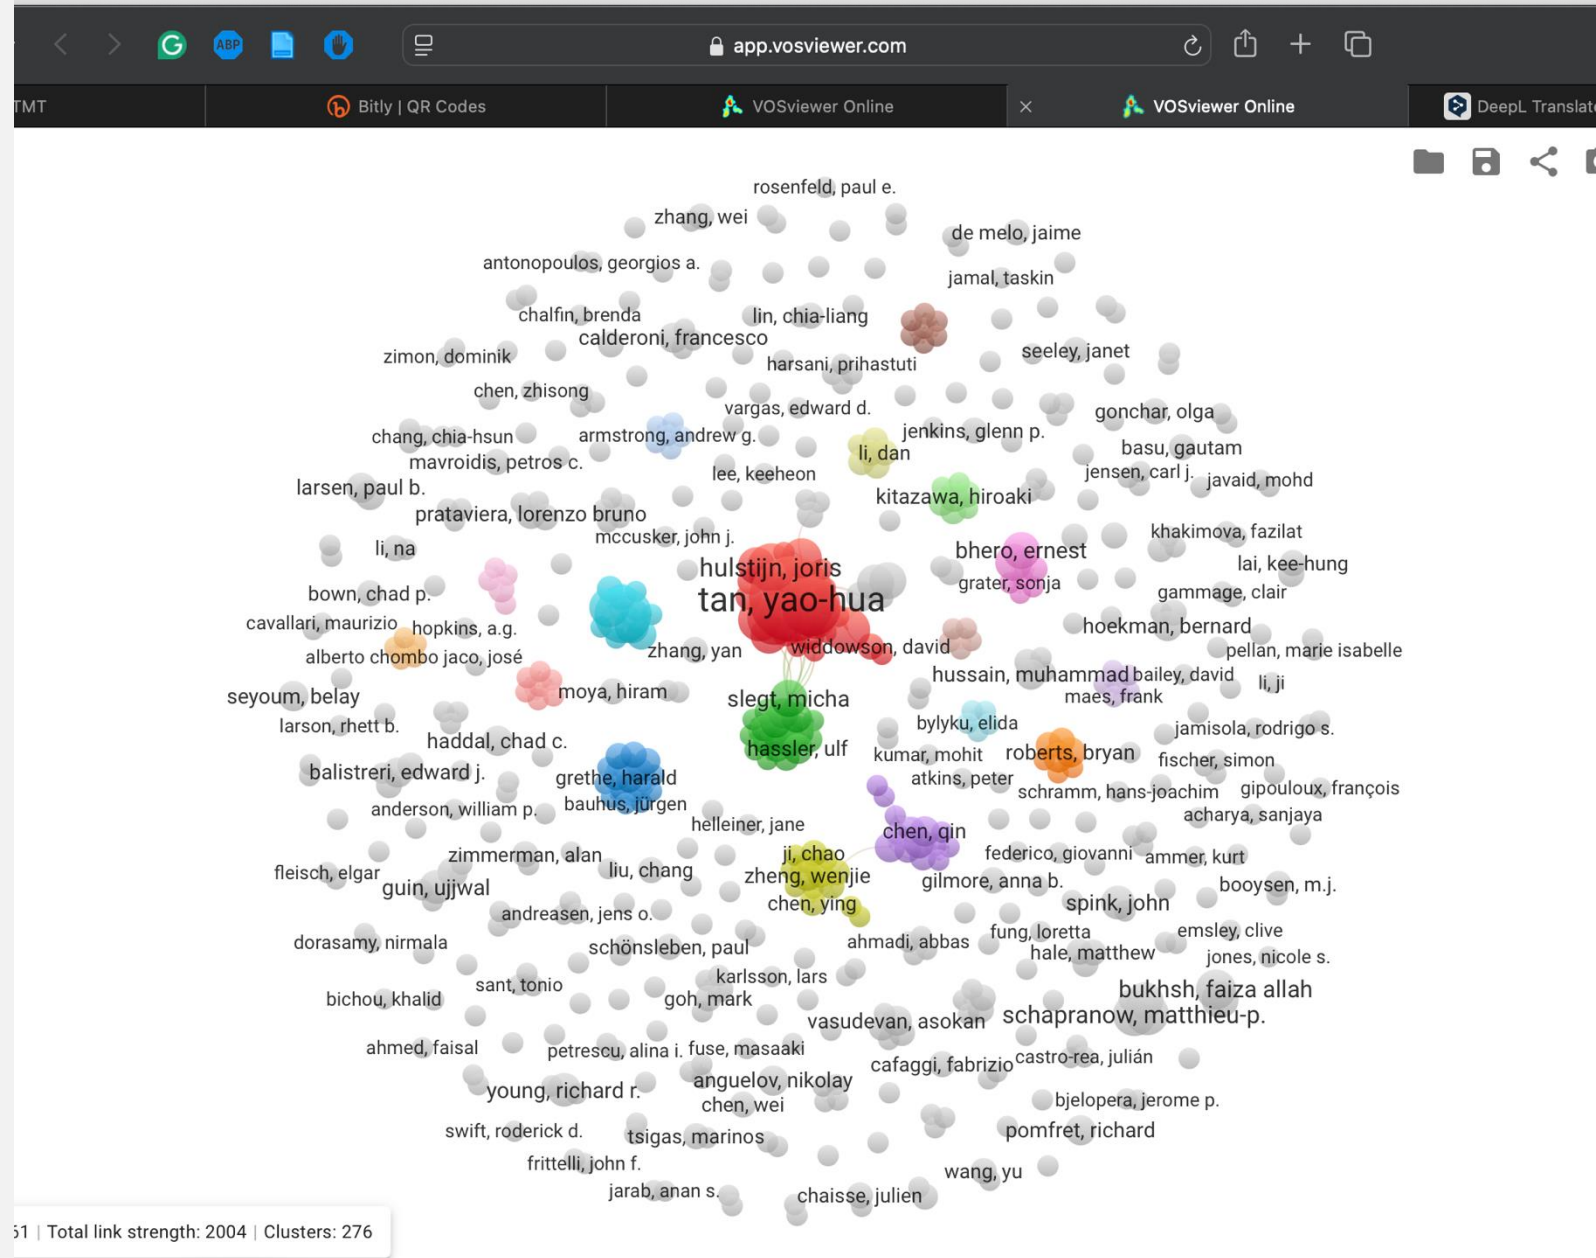 app.vosviewer.com
TMT
Bitly | QR Codes
VOSviewer Online
VOSviewer Online
DeepL Translate
ABP
rosenfeld, paul e.
zhang, wei
de melo, jaime
antonopoulos, georgios a.
jamal, taskin
chalfin, brenda
lin, chia-liang
calderoni, francesco
zimon, dominik
seeley, janet
harsani, prihastuti
chen, zhisong
vargas, edward d.
gonchar, olga
chang, chia-hsun
armstrong, andrew g.
jenkins, glenn p.
basu, gautam
li, dan
mavroidis, petros c.
lee, keeheon
jensen, carl j.
javaid, mohd
larsen, paul b.
kitazawa, hiroaki
prataviera, lorenzo bruno
mccusker, john j.
khakimova, fazilat
li, na
bhero, ernest
hulstijn, joris
lai, kee-hung
grater, sonja
bown, chad p.
tan, yao-hua
gammage, clair
cavallari, maurizio
hopkins, a.g.
hoekman, bernard
zhang, yan
widdowson, david
pellan, marie isabelle
alberto chombo jaco, josé
hussain, muhammad
bailey, david
li, ji
seyoum, belay
moya, hiram
maes, frank
slegt, micha
larson, rhett b.
bylyku, elida
jamisola, rodrigo s.
haddal, chad c.
hassler, ulf
kumar, mohit
roberts, bryan
fischer, simon
balistreri, edward j.
grethe, harald
atkins, peter
schramm, hans-joachim
gipouloux, françois
bauhus, jürgen
anderson, william p.
acharya, sanjaya
helleiner, jane
chen, qin
zimmerman, alan
ji, chao
federico, giovanni
ammer, kurt
fleisch, elgar
liu, chang
zheng, wenjie
gilmore, anna b.
booysen, m.j.
guin, ujjwal
chen, ying
spink, john
andreasen, jens o.
fung, loretta
emsley, clive
dorasamy, nirmala
schönsleben, paul
ahmadi, abbas
hale, matthew
jones, nicole s.
karlsson, lars
sant, tonio
bukhsh, faiza allah
bichou, khalid
goh, mark
vasudevan, asokan
schapranow, matthieu-p.
ahmed, faisal
petrescu, alina i.
fuse, masaaki
cafaggi, fabrizio
castro-rea, julián
young, richard r.
anguelov, nikolay
bjelopera, jerome p.
chen, wei
swift, roderick d.
tsigas, marinos
pomfret, richard
frittelli, john f.
wang, yu
jarab, anan s.
chaisse, julien
61 | Total link strength: 2004 | Clusters: 276